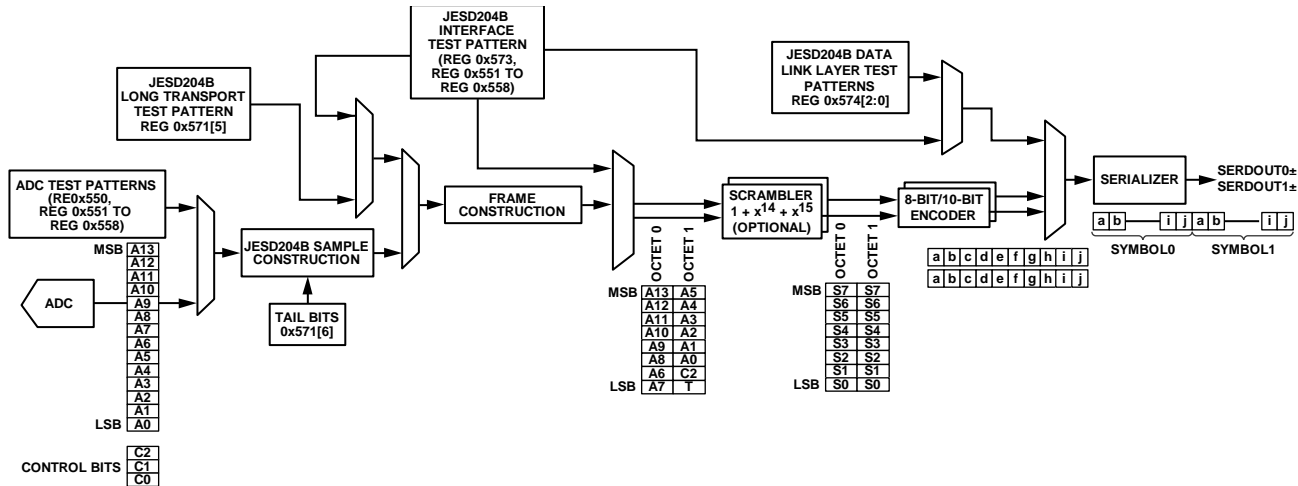 JESD204B
INTERFACE
TEST PATTERN
(REG 0x573,
REG 0x551 TO
REG 0x558)
JESD204B DATA
LINK LAYER TEST
PATTERNS
REG 0x574[2:0]
JESD204B
LONG TRANSPORT
TEST PATTERN
REG 0x571[5]
ADC TEST PATTERNS
(RE0x550,
REG 0x551 TO
REG 0x558)
MSB A13
A12
A11
A10
A9
A8
A7
A6
A5
A4
A3
A2
A1
LSB A0
CONTROL BITS
C2
C1
C0
ADC
JESD204B SAMPLE
CONSTRUCTION
TAIL BITS
0x571[6]
FRAME
CONSTRUCTION
OCTET 0
OCTET 1
MSB A13 A5
A12 A4
A11 A3
A10 A2
A9 A1
A8 A0
A6 C2
LSB A7 T
SCRAMBLER
1 + x14 + x15
(OPTIONAL)
OCTET 0
OCTET 1
MSB S7 S7
S6 S6
S5 S5
S4 S4
S3 S3
S2 S2
S1 S1
LSB S0 S0
8-BIT/10-BIT
ENCODER
a b c d e f g h i j
a b c d e f g h i j
SERIALIZER
SERDOUT0±
SERDOUT1±
a b i j a b i j
SYMBOL0 SYMBOL1